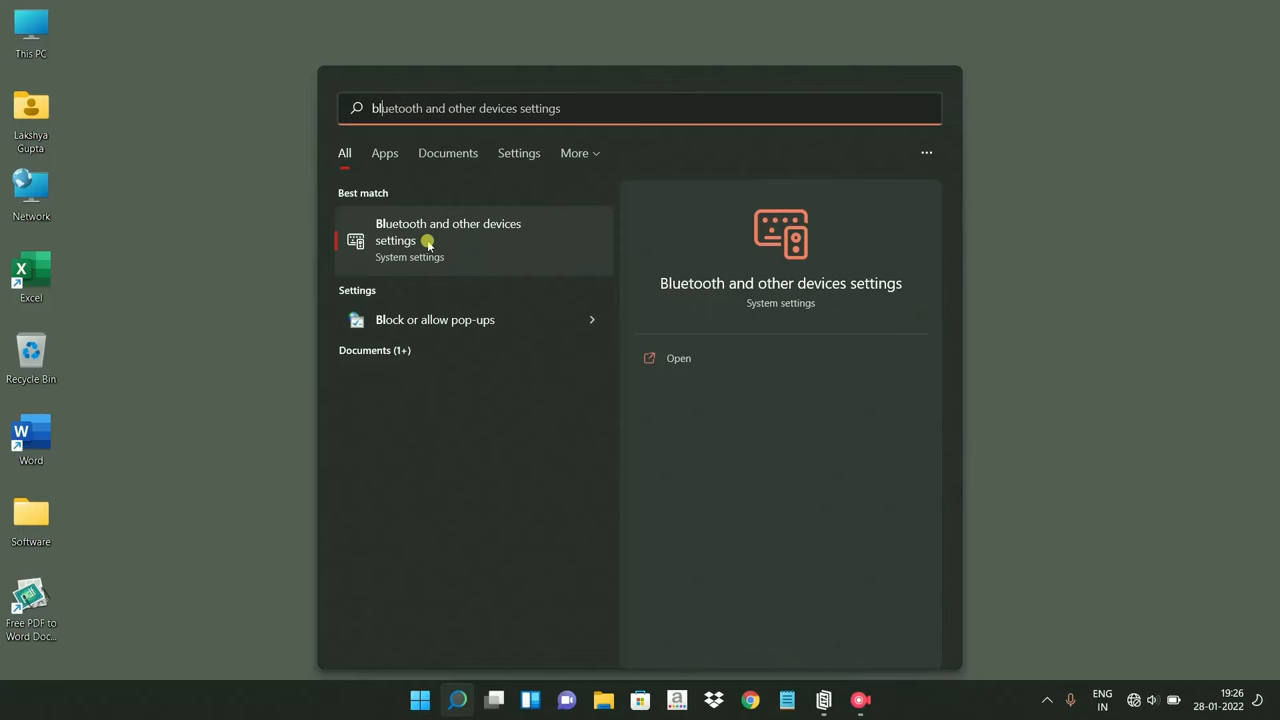 This PC
Lakshya
Gupta
Network
Excel
Recycle Bin
Word
Software
Free PDF to
Word Doc...
bluetooth and other devices settings
All
Apps
Documents
Settings
More
Best match
Bluetooth and other devices
settings
System settings
Settings
Block or allow pop-ups
Documents (1+)
Bluetooth and other devices settings
System settings
Open
ENG
IN
19:26
28-01-2022